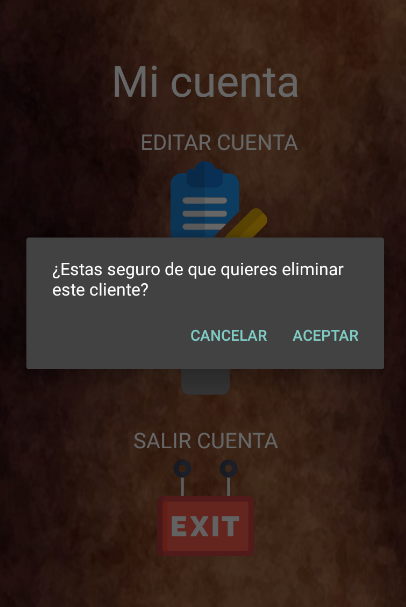 Mi cuenta
EDITAR CUENTA
¿Estas seguro de que quieres eliminar
este cliente?
CANCELAR ACEPTAR
SALIR CUENTA
EXIT